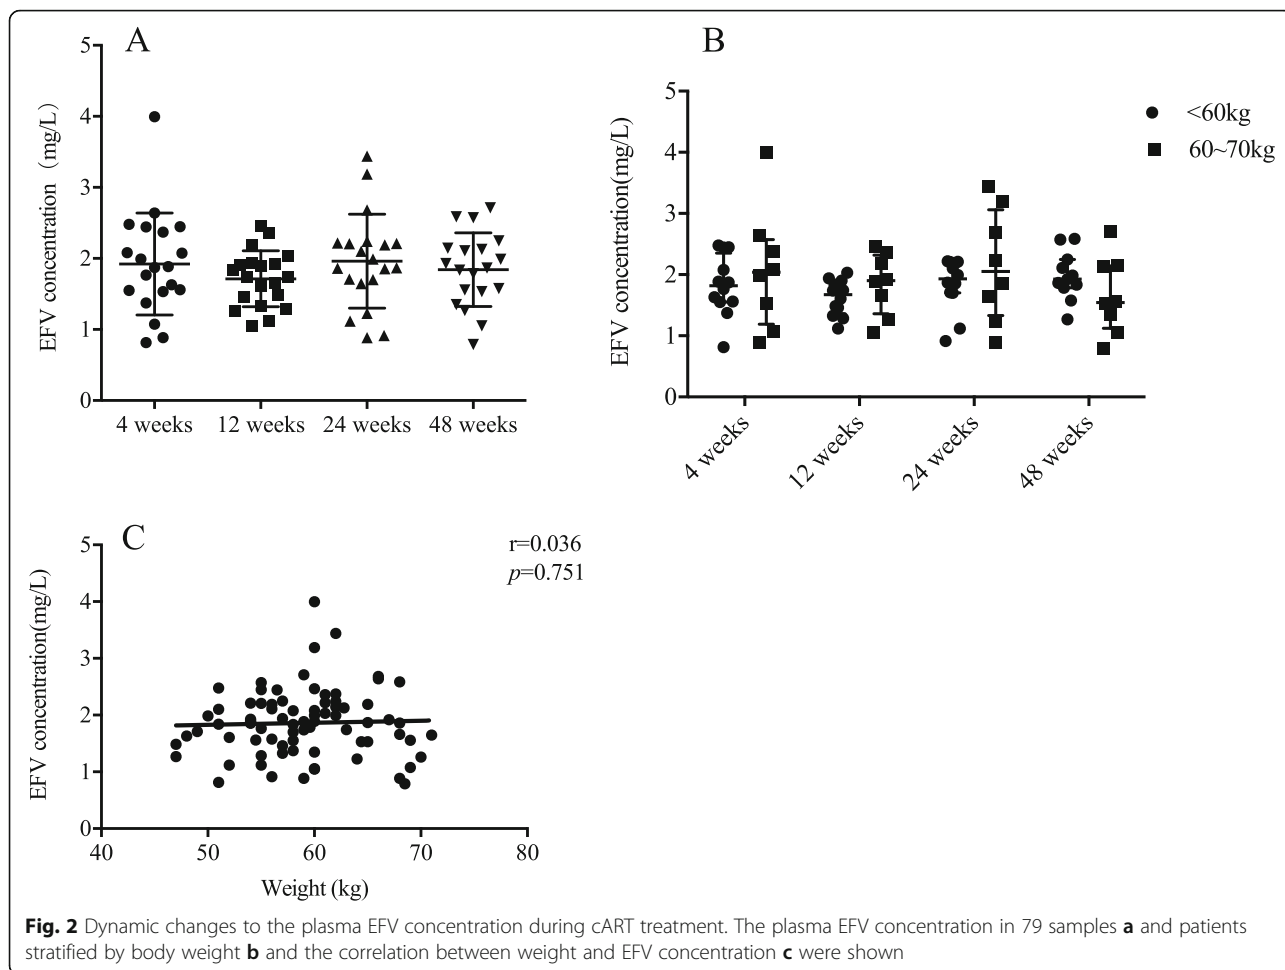 A
5
4
3
2
1
0
EFV concentration（mg/L）
4 weeks 12 weeks 24 weeks 48 weeks
B
5
4
3
2
1
0
EFV concentration(mg/L)
4 weeks 12 weeks 24 weeks 48 weeks
<60kg
60~70kg
C
r=0.036
p=0.751
5
4
3
2
1
0
EFV concentration(mg/L)
40 50 60 70 80
Weight (kg)
Fig. 2 Dynamic changes to the plasma EFV concentration during cART treatment. The plasma EFV concentration in 79 samples a and patients
stratified by body weight b and the correlation between weight and EFV concentration c were shown